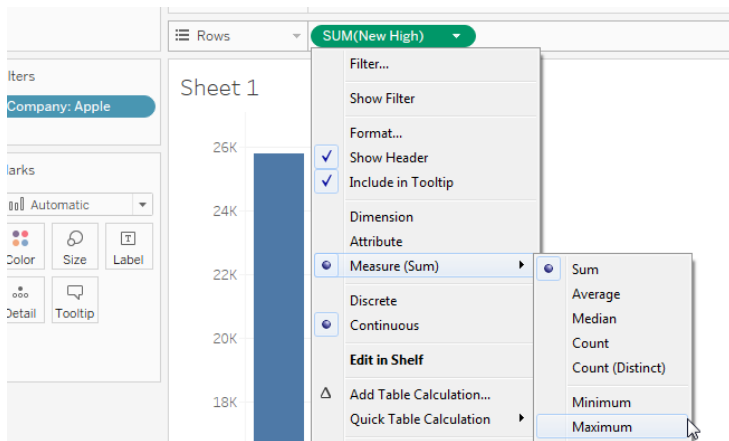 Rows
SUM(New High)
Filter...
Show Filter
Format...
Show Header
Include in Tooltip
Dimension
Attribute
Measure (Sum)
Discrete
Continuous
Edit in Shelf
Add Table Calculation...
Quick Table Calculation
Sum
Average
Median
Count
Count (Distinct)
Minimum
Maximum
lters
Company: Apple
larks
Automatic
Color
Size
T
Label
Detail
Tooltip
Sheet 1
26K
24K
22K
20K
18K